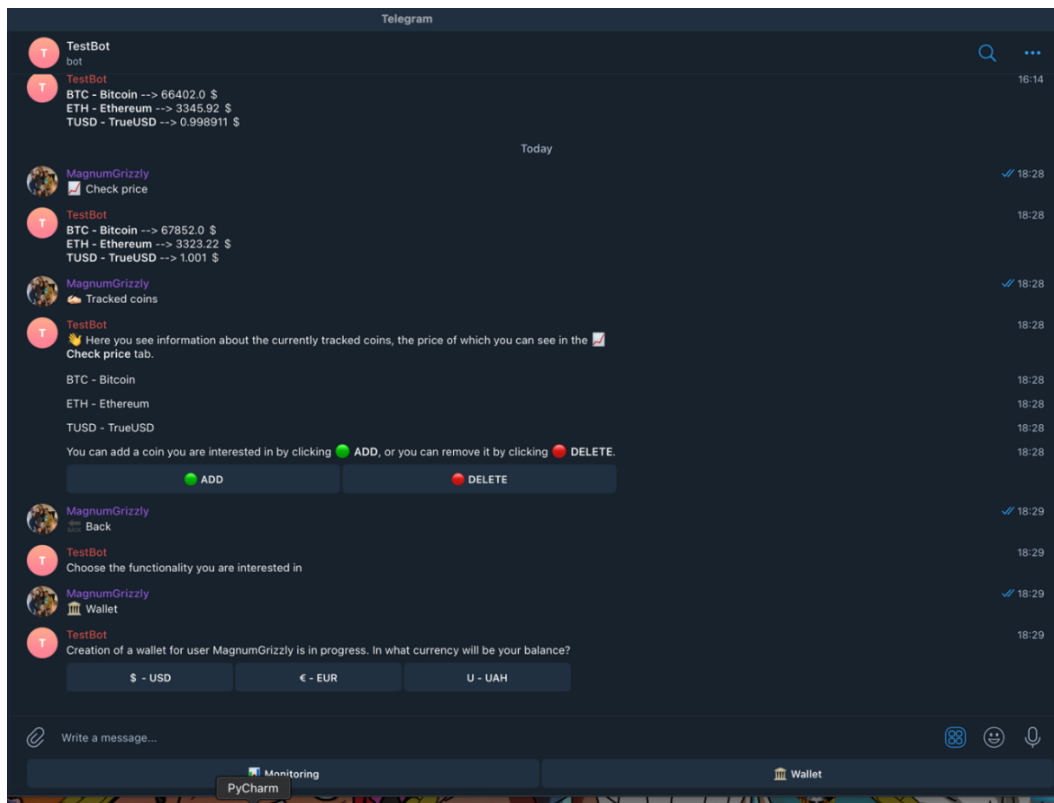 Telegram
TestBot
bot
TestBot
16:14
BTC - Bitcoin --> 66402.0 $
ETH - Ethereum --> 3345.92 $
TUSD - TrueUSD --> 0.998911 $
Today
MagnumGrizzly
18:28
Check price
TestBot
18:28
BTC - Bitcoin --> 67852.0 $
ETH - Ethereum --> 3323.22 $
TUSD - TrueUSD --> 1.001 $
MagnumGrizzly
18:28
Tracked coins
TestBot
18:28
👋 Here you see information about the currently tracked coins, the price of which you can see in the 📈
Check price tab.
BTC - Bitcoin
18:28
ETH - Ethereum
18:28
TUSD - TrueUSD
18:28
You can add a coin you are interested in by clicking 🟢 ADD, or you can remove it by clicking 🔴 DELETE.
18:28
ADD
DELETE
MagnumGrizzly
18:29
Back
TestBot
18:29
Choose the functionality you are interested in
MagnumGrizzly
18:29
Wallet
TestBot
18:29
Creation of a wallet for user MagnumGrizzly is in progress. In what currency will be your balance?
$ - USD
€ - EUR
U - UAH
Write a message...
Monitoring
Wallet
PyCharm
T
T
T
T
T
T